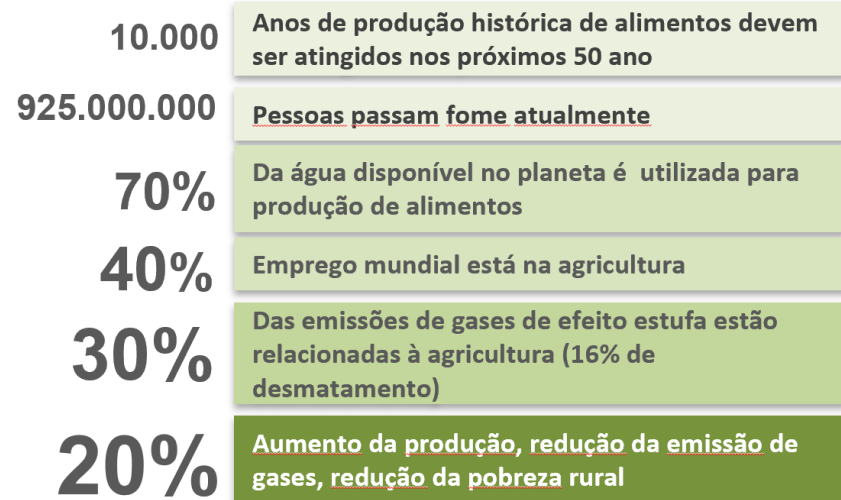 10.000
Anos de produção histórica de alimentos devem
ser atingidos nos próximos 50 ano
925.000.000
Pessoas passam fome atualmente
70%
Da água disponível no planeta é  utilizada para
produção de alimentos
40%
Emprego mundial está na agricultura
30%
Das emissões de gases de efeito estufa estão
relacionadas à agricultura (16% de
desmatamento)
20%
Aumento da produção, redução da emissão de
gases, redução da pobreza rural